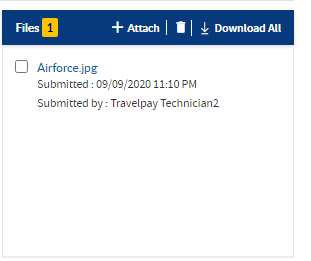 Files 1 + Attach Download All
Airforce.jpg
Submitted : 09/09/2020 11:10 PM
Submitted by : Travelpay Technician2